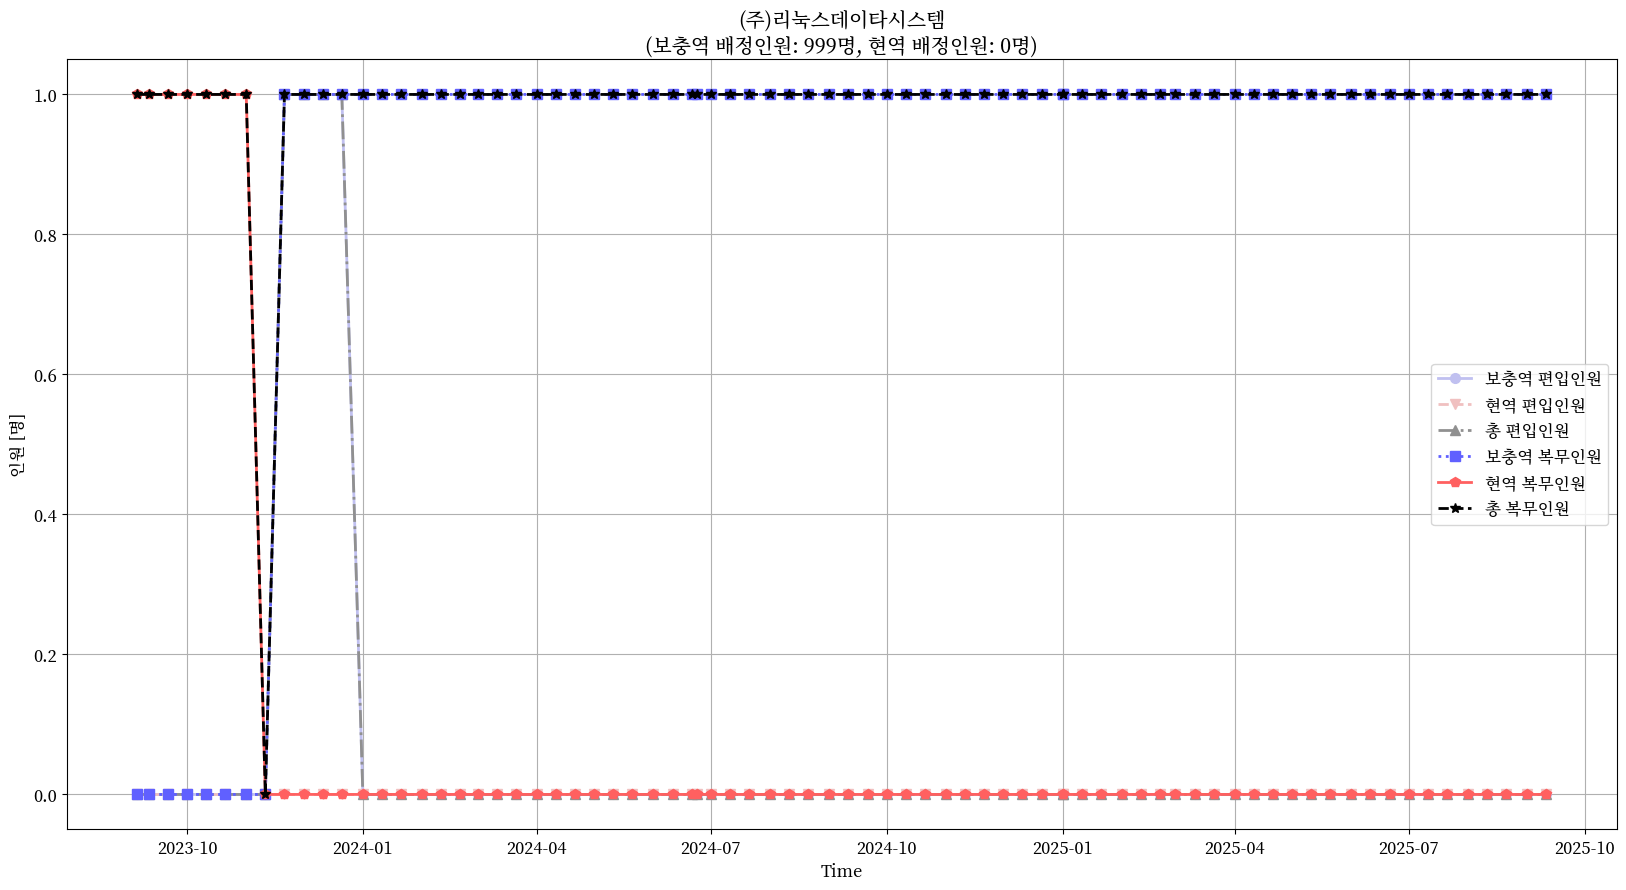 (주)리눅스데이타시스템
(보충역 배정인원: 999명, 현역 배정인원: 0명)
인원 [명]
1.0
0.8
0.6
0.4
0.2
0.0
보충역 편입인원
현역 편입인원
총 편입인원
보충역 복무인원
현역 복무인원
총 복무인원
2023-10
2024-01
2024-04
2024-07
2024-10
2025-01
2025-04
2025-07
2025-10
Time